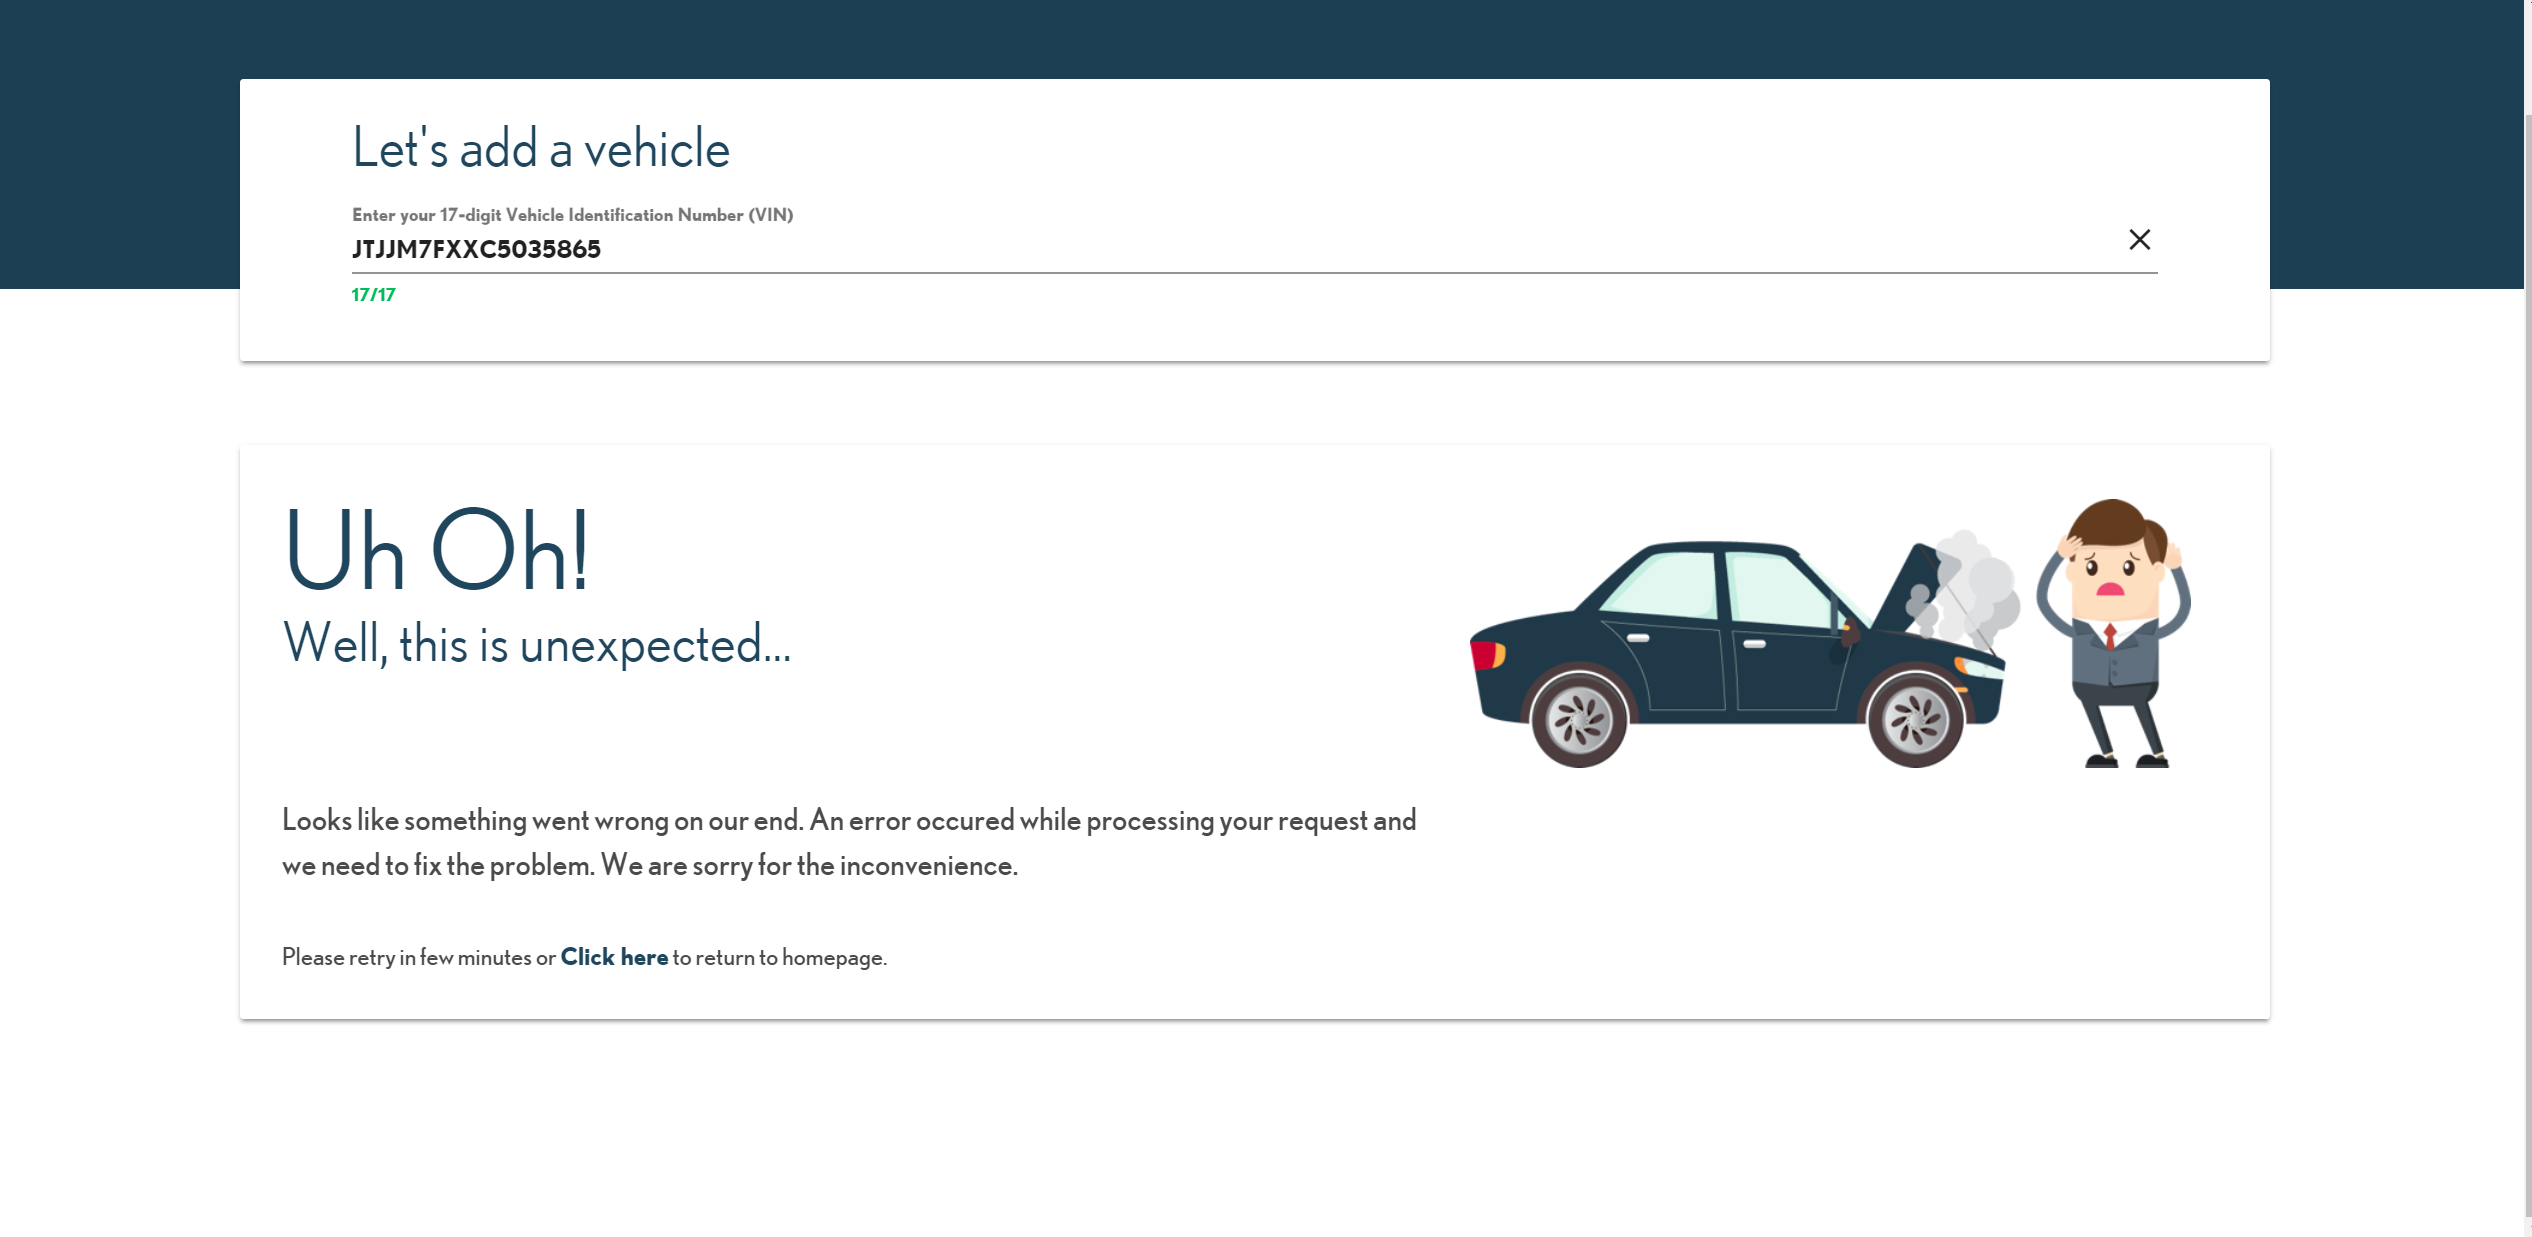 Let's add a vehicle
Enter your 17-digit Vehicle Identification Number (VIN)
JTJJM7FXXC5035865
17/17
Uh Oh!
Well, this is unexpected...
Looks like something went wrong on our end. An error occured while processing your request and
we need to fix the problem. We are sorry for the inconvenience.
Please retry in few minutes or Click here to return to homepage.